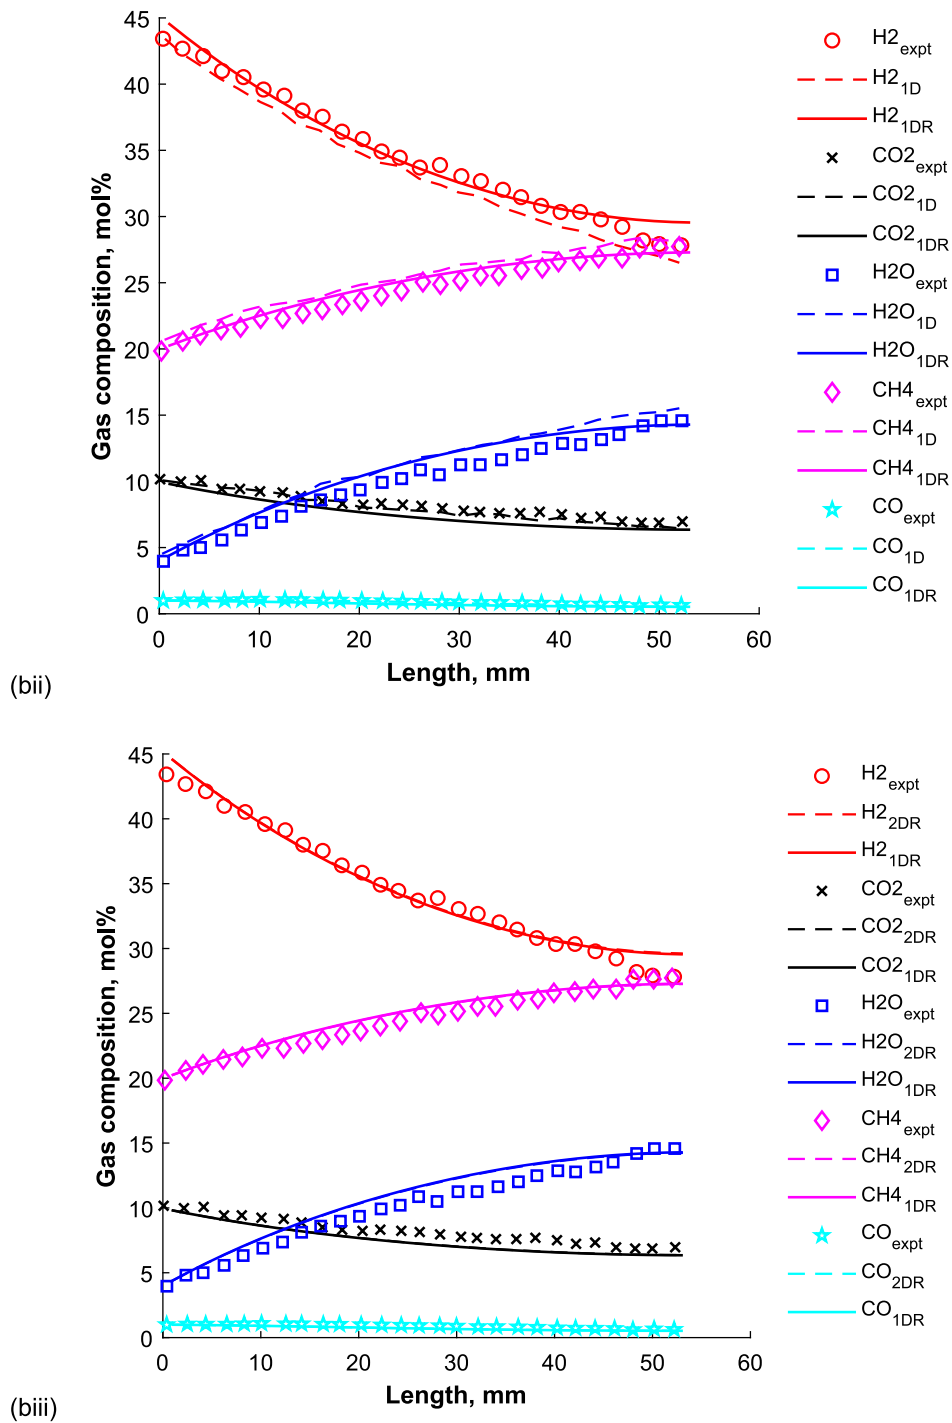 45
40
35
30
25
20
15
10
5
0
Gas composition, mol%
0 10 20 30 40 50 60
Length, mm
H2expt
H21D
H21DR
CO2expt
CO21D
CO21DR
H2Oexpt
H2O1D
H2O1DR
CH4expt
CH41D
CH41DR
COexpt
CO1D
CO1DR
(bii)
45
40
35
30
25
20
15
10
5
0
Gas composition, mol%
0 10 20 30 40 50 60
Length, mm
H2expt
H22DR
H21DR
CO2expt
CO22DR
CO21DR
H2Oexpt
H2O2DR
H2O1DR
CH4expt
CH42DR
CH41DR
COexpt
CO2DR
CO1DR
(biii)